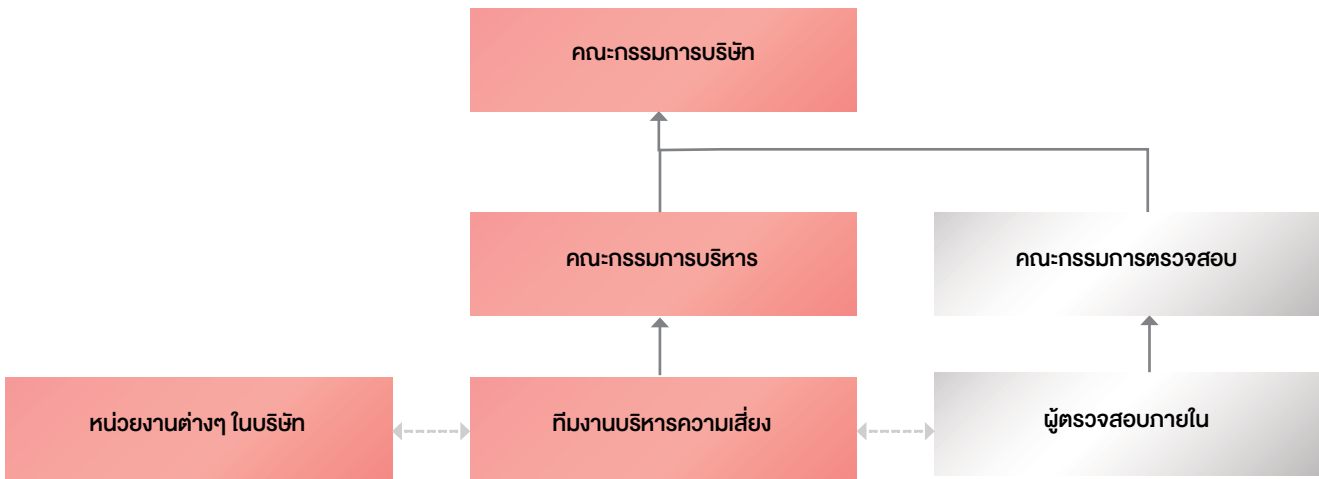 คณะกรรมการบริษัท
คณะกรรมการบริหาร
คณะกรรมการตรวจสอบ
หน่วยงานต่างๆ ในบริษัท
ทีมงานบริหารความเสี่ยง
ผู้ตรวจสอบภายใน